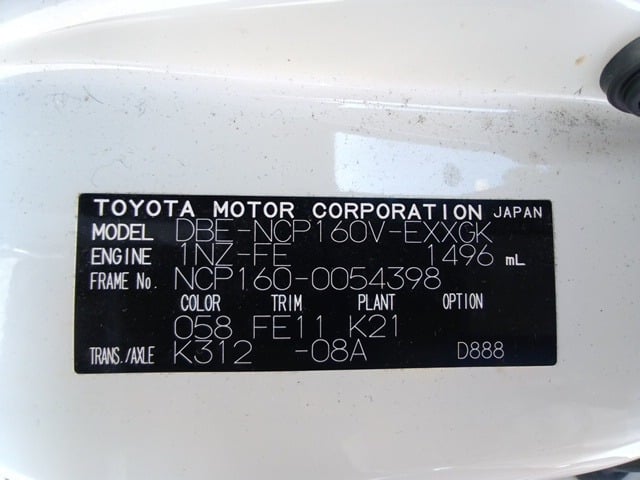 TOYOTA MOTOR CORPORATION JAPAN
MODEL DBE-NCP160V-EXXGK
ENGINE 1NZ-FE 1496 mL
FRAME No. NCP160-0054398
COLOR TRIM PLANT OPTION
058 FE11 K21
TRANS./AXLE K312 -08A D888